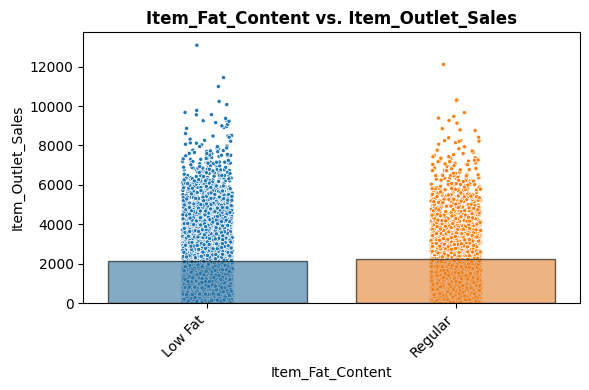 Item_Fat_Content vs. Item_Outlet_Sales
12000
10000
8000
6000
4000
2000
0
Item_Outlet_Sales
Low Fat
Regular
Item_Fat_Content